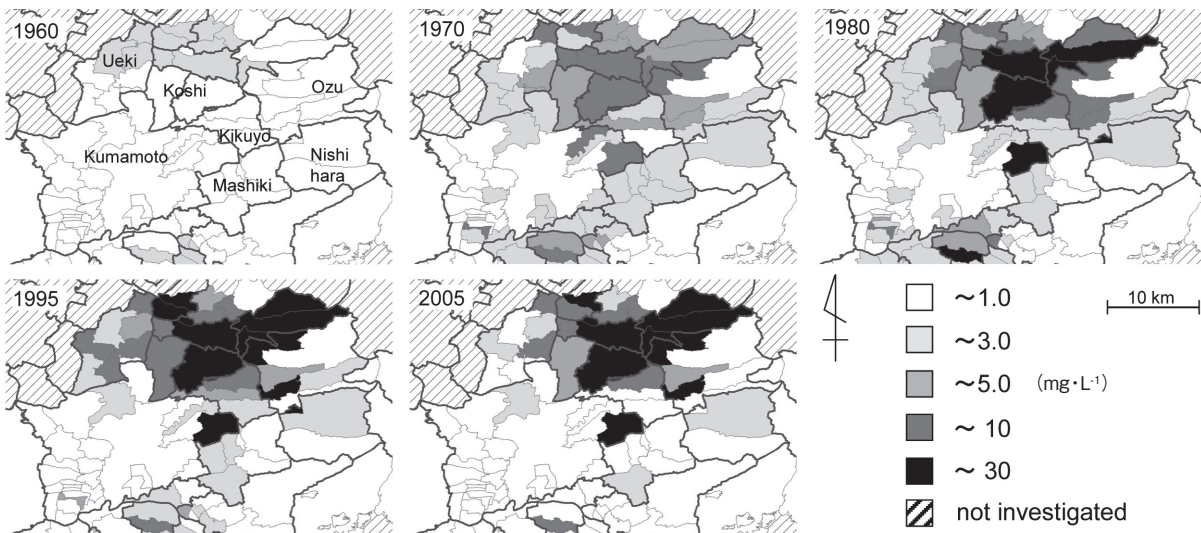 1960
Ueki
Koshi
Ozu
Kikuyo
Kumamoto
Nishi
hara
Mashiki
1970
1980
1995
2005
~1.0
~3.0
~5.0 (mg·L⁻¹)
~10
~30
not investigated
10 km